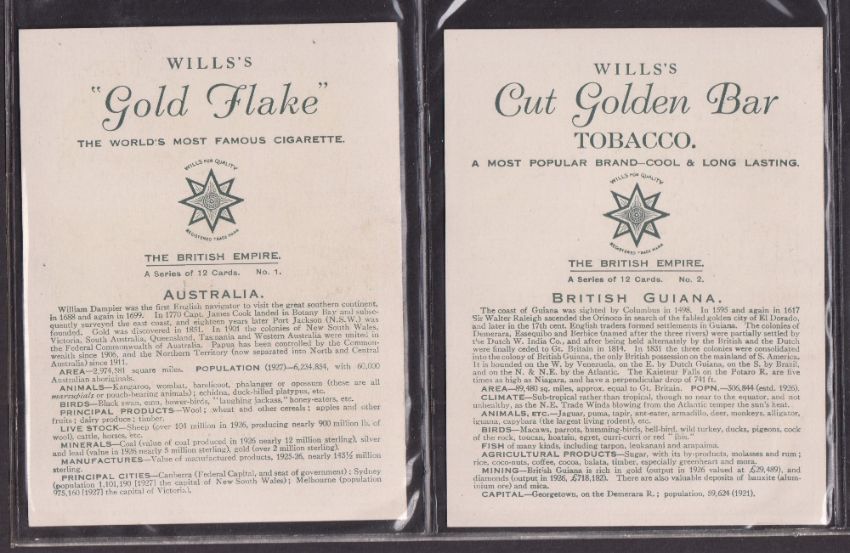 WILLS'S
"Gold Flake"
THE WORLD'S MOST FAMOUS CIGARETTE.
WILLS FOR QUALITY
REGISTERED TRADE MARK
THE BRITISH EMPIRE.
A Series of 12 Cards. No. 1.
AUSTRALIA.
William Dampier was the first English navigator to visit the great southern continent,
in 1688 and again in 1699. In 1770 Capt. James Cook landed in Botany Bay and subse-
quently surveyed the east coast, and eighteen years later Port Jackson (N.S.W.) was
founded. Gold was discovered in 1851. In 1901 the colonies of New South Wales,
Victoria, South Australia, Queensland, Tasmania and Western Australia were united in
the Federal Commonwealth of Australia. Papua has been controlled by the Common-
wealth since 1906, and the Northern Territory (now separated into North and Central
Australia) since 1911.
AREA—2,974,581 square miles. POPULATION (1927)—6,234,854, with 60,000
Australian aboriginals.
ANIMALS—Kangaroo, wombat, bandicoot, phalanger or opossum (these are all
marsupials or pouch-bearing animals); echidna, duck-billed platypus, etc.
BIRDS—Black swan, emu, bower-birds, "laughing jackass," honey-eaters, etc.
PRINCIPAL PRODUCTS—Wool; wheat and other cereals; apples and other
fruits; dairy produce; timber.
LIVE STOCK—Sheep (over 101 million in 1926, producing nearly 900 million lb. of
wool), cattle, horses, etc.
MINERALS—Coal (value of coal produced in 1926 nearly 12 million sterling), silver
and lead (value in 1926 nearly 5 million sterling), gold (over 2 million sterling).
MANUFACTURES—Value of manufactured products, 1925-26, nearly 143½ million
sterling.
PRINCIPAL CITIES—Canberra (Federal Capital, and seat of government); Sydney
(population 1,101,190 [1927] the capital of New South Wales); Melbourne (population
975,160 [1927] the capital of Victoria).
WILLS'S
Cut Golden Bar
TOBACCO.
A MOST POPULAR BRAND—COOL & LONG LASTING.
WILLS FOR QUALITY
REGISTERED TRADE MARK
THE BRITISH EMPIRE.
A Series of 12 Cards. No. 2.
BRITISH GUIANA.
The coast of Guiana was sighted by Columbus in 1498. In 1595 and again in 1617
Sir Walter Raleigh ascended the Orinoco in search of the fabled golden city of El Dorado,
and later in the 17th cent. English traders formed settlements in Guiana. The colonies of
Demerara, Essequibo and Berbice (named after the three rivers) were partially settled by
the Dutch W. India Co., and after being held alternately by the British and the Dutch
were finally ceded to Gt. Britain in 1814. In 1831 the three colonies were consolidated
into the colony of British Guiana, the only British possession on the mainland of S. America.
It is bounded on the W. by Venezuela, on the E. by Dutch Guiana, on the S. by Brazil,
and on the N. & N.E. by the Atlantic. The Kaieteur Falls on the Potaro R. are five
times as high as Niagara, and have a perpendicular drop of 741 ft.
AREA—89,480 sq. miles, approx. equal to Gt. Britain. POPN.—306,844 (estd. 1926).
CLIMATE—Sub-tropical rather than tropical, though so near to the equator, and not
unhealthy, as the N.E. Trade Winds blowing from the Atlantic temper the sun's heat.
ANIMALS, ETC.—Jaguar, puma, tapir, ant-eater, armadillo, deer, monkeys, alligator,
iguana, capybara (the largest living rodent), etc.
BIRDS—Macaws, parrots, humming-birds, bell-bird, wild turkey, ducks, pigeons, cock
of the rock, toucan, hoatzin, egret, curri-curri or red "ibis."
FISH of many kinds, including tarpon, leukanani and arapaima.
AGRICULTURAL PRODUCTS—Sugar, with its by-products, molasses and rum;
rice, coco-nuts, coffee, cocoa, balata, timber, especially greenheart and mora.
MINING—British Guiana is rich in gold (output in 1926 valued at £29,489), and
diamonds (output in 1926, £718,182). There are also valuable deposits of bauxite (alum-
inium ore) and mica.
CAPITAL—Georgetown, on the Demerara R.; population, 59,624 (1921).